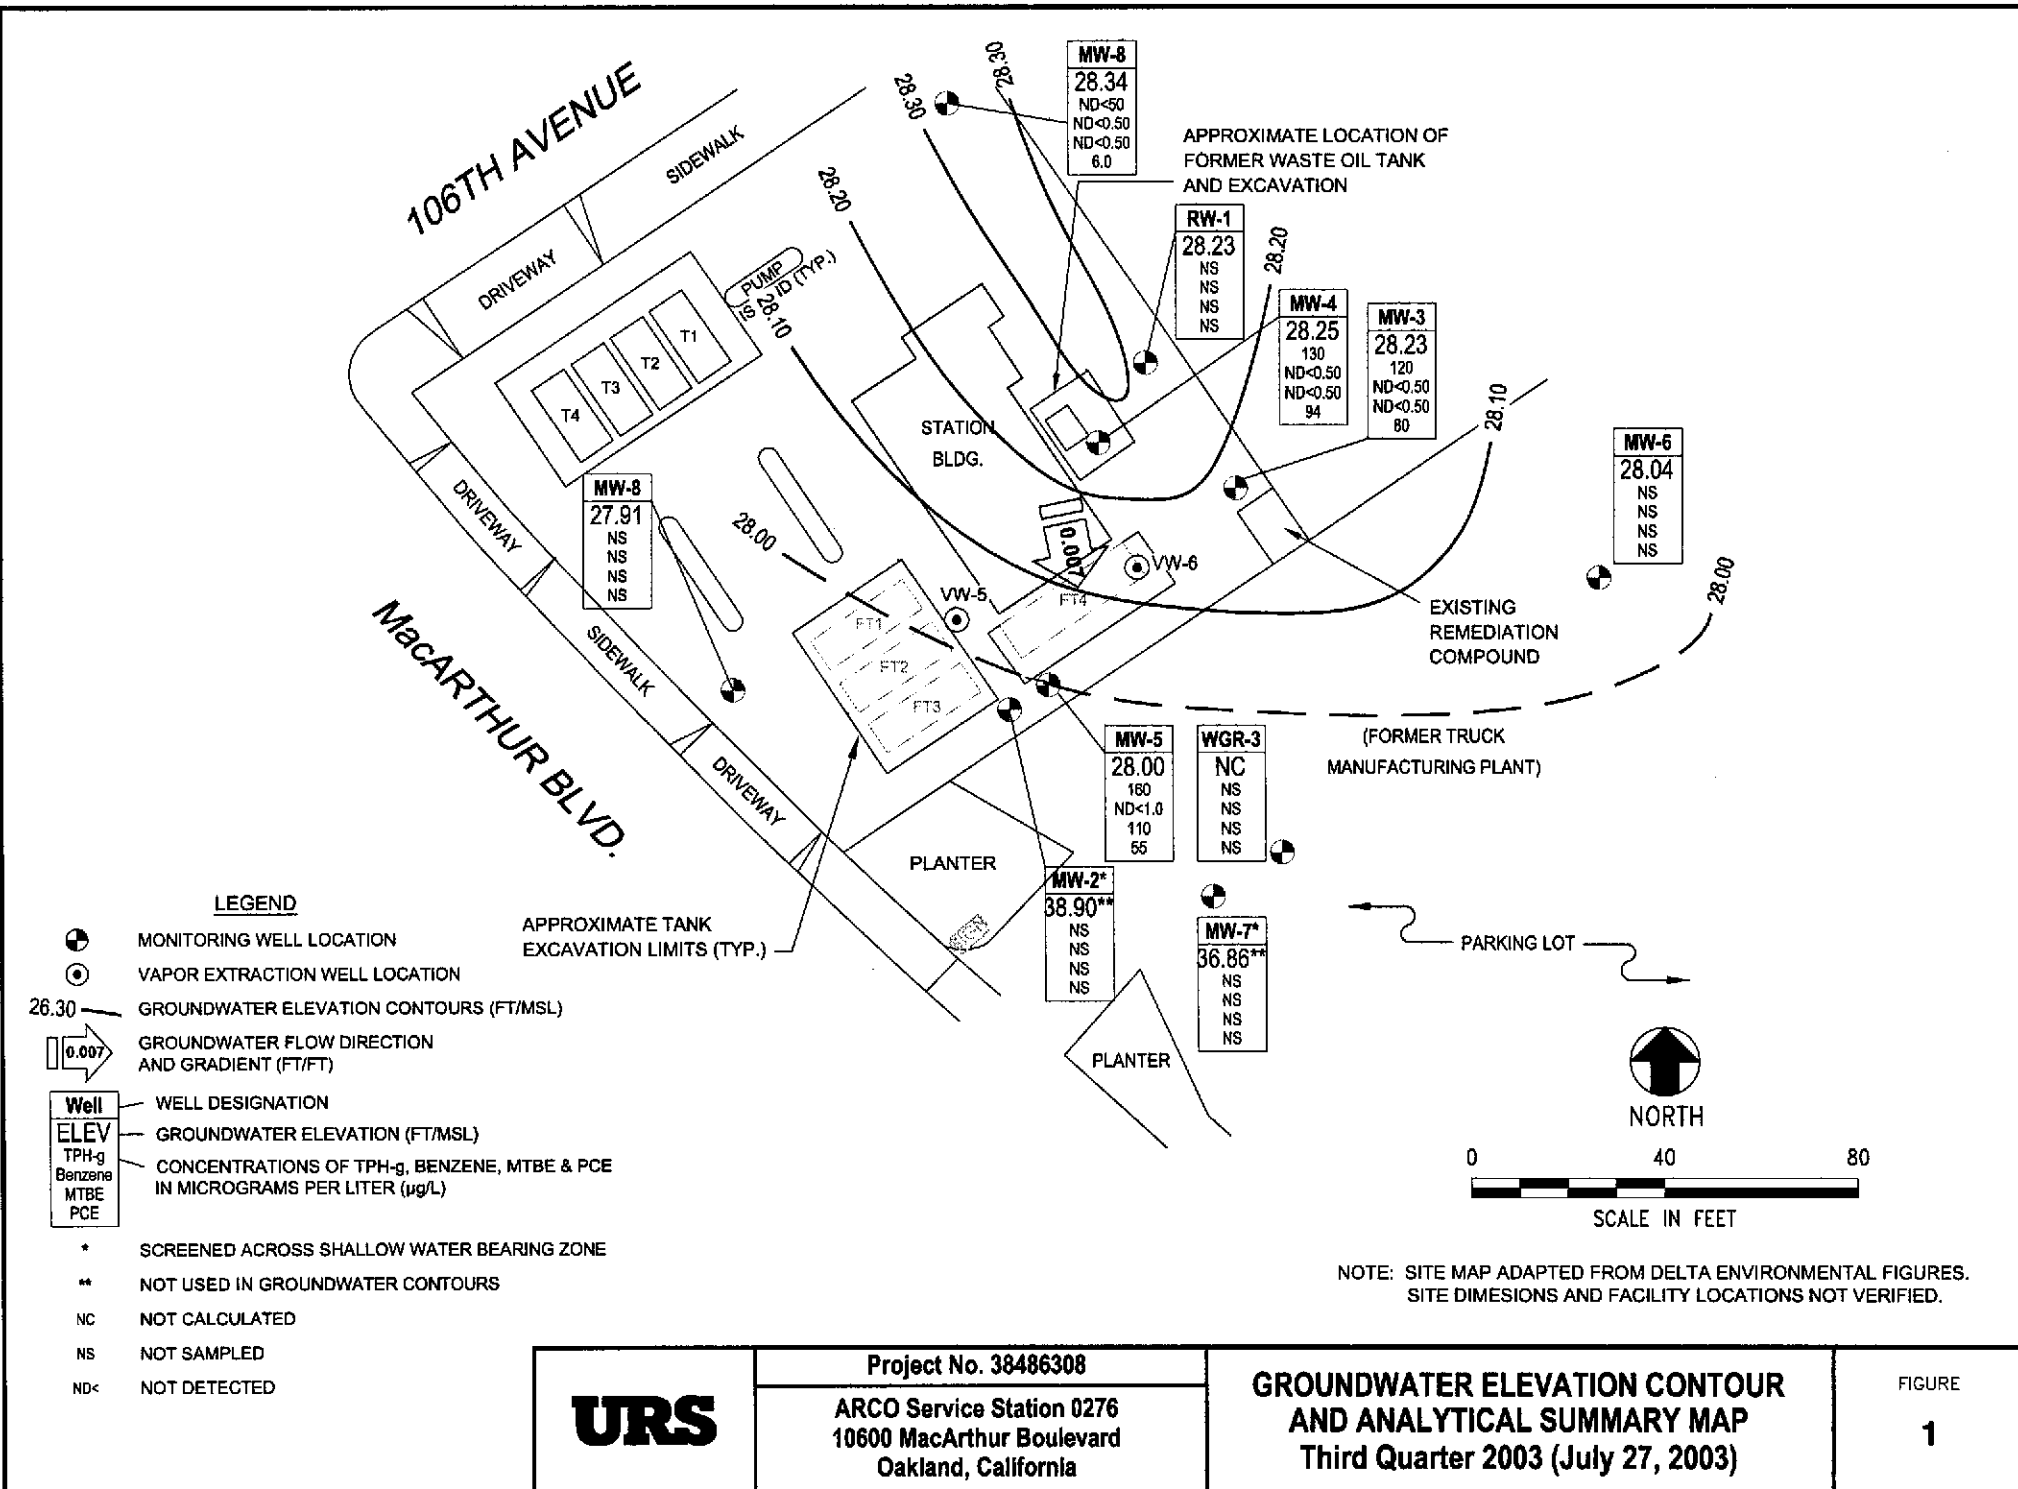 106TH AVENUE
SIDEWALK
DRIVEWAY
28.30
28.30
28.20
28.10
MW-8
28.34
ND<50
ND<0.50
ND<0.50
6.0
APPROXIMATE LOCATION OF
FORMER WASTE OIL TANK
AND EXCAVATION
RW-1
28.23
NS
NS
NS
NS
28.20
MW-4
28.25
130
ND<0.50
ND<0.50
94
MW-3
28.23
120
ND<0.50
ND<0.50
80
28.10
MW-6
28.04
NS
NS
NS
NS
28.00
PUMP
ISLAND (TYP.)
T1
T2
T3
T4
STATION
BLDG.
MW-8
27.91
NS
NS
NS
NS
28.00
DRIVEWAY
SIDEWALK
DRIVEWAY
MacARTHUR BLVD.
0.007
VW-6
VW-5
FT1
FT2
FT3
FT4
EXISTING
REMEDIATION
COMPOUND
(FORMER TRUCK
MANUFACTURING PLANT)
MW-5
28.00
160
ND<1.0
110
55
WGR-3
NC
NS
NS
NS
NS
PLANTER
MW-2*
38.90**
NS
NS
NS
NS
MW-7*
36.86**
NS
NS
NS
NS
PARKING LOT
PLANTER
APPROXIMATE TANK
EXCAVATION LIMITS (TYP.)
LEGEND
MONITORING WELL LOCATION
VAPOR EXTRACTION WELL LOCATION
26.30 GROUNDWATER ELEVATION CONTOURS (FT/MSL)
0.007 GROUNDWATER FLOW DIRECTION
AND GRADIENT (FT/FT)
Well WELL DESIGNATION
ELEV GROUNDWATER ELEVATION (FT/MSL)
TPH-g
Benzene
MTBE
PCE
CONCENTRATIONS OF TPH-g, BENZENE, MTBE & PCE
IN MICROGRAMS PER LITER (µg/L)
* SCREENED ACROSS SHALLOW WATER BEARING ZONE
** NOT USED IN GROUNDWATER CONTOURS
NC NOT CALCULATED
NS NOT SAMPLED
ND< NOT DETECTED
NORTH
0 40 80
SCALE IN FEET
NOTE: SITE MAP ADAPTED FROM DELTA ENVIRONMENTAL FIGURES.
SITE DIMESIONS AND FACILITY LOCATIONS NOT VERIFIED.
URS
Project No. 38486308
ARCO Service Station 0276
10600 MacArthur Boulevard
Oakland, California
GROUNDWATER ELEVATION CONTOUR
AND ANALYTICAL SUMMARY MAP
Third Quarter 2003 (July 27, 2003)
FIGURE
1